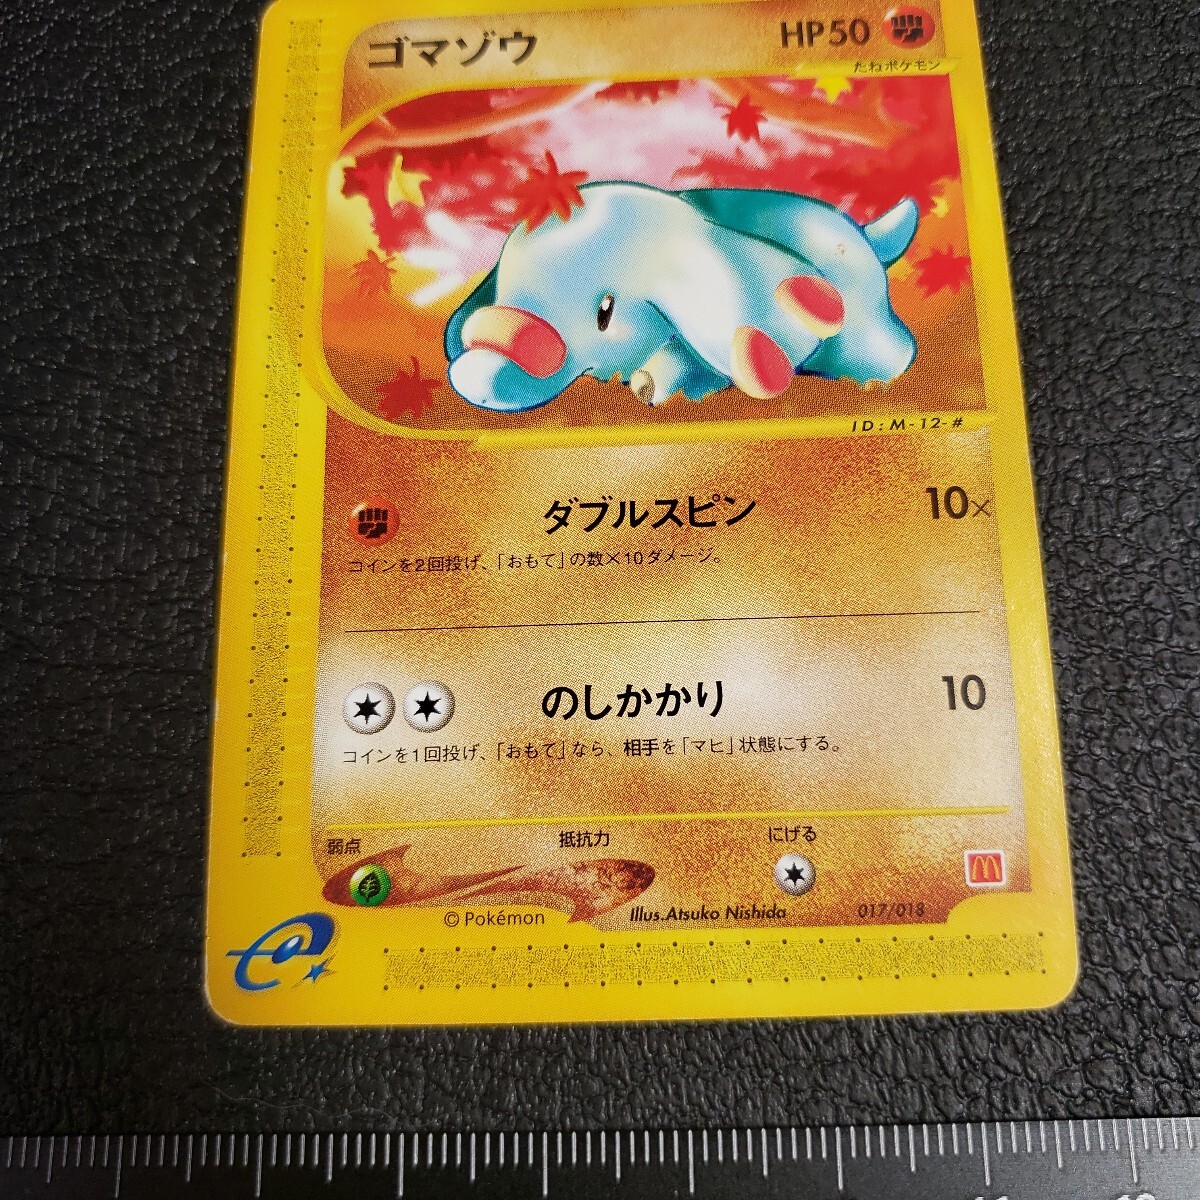 ゴマゾウ HP50
たねポケモン
ID:M-12-#
ダブルスピン 10×
コインを2回投げ、「おもて」の数×10ダメージ。
のしかかり 10
コインを1回投げ、「おもて」なら、相手を「マヒ」状態にする。
弱点 抵抗力 にげる
©Pokémon Illus.Atsuko Nishida 017/018